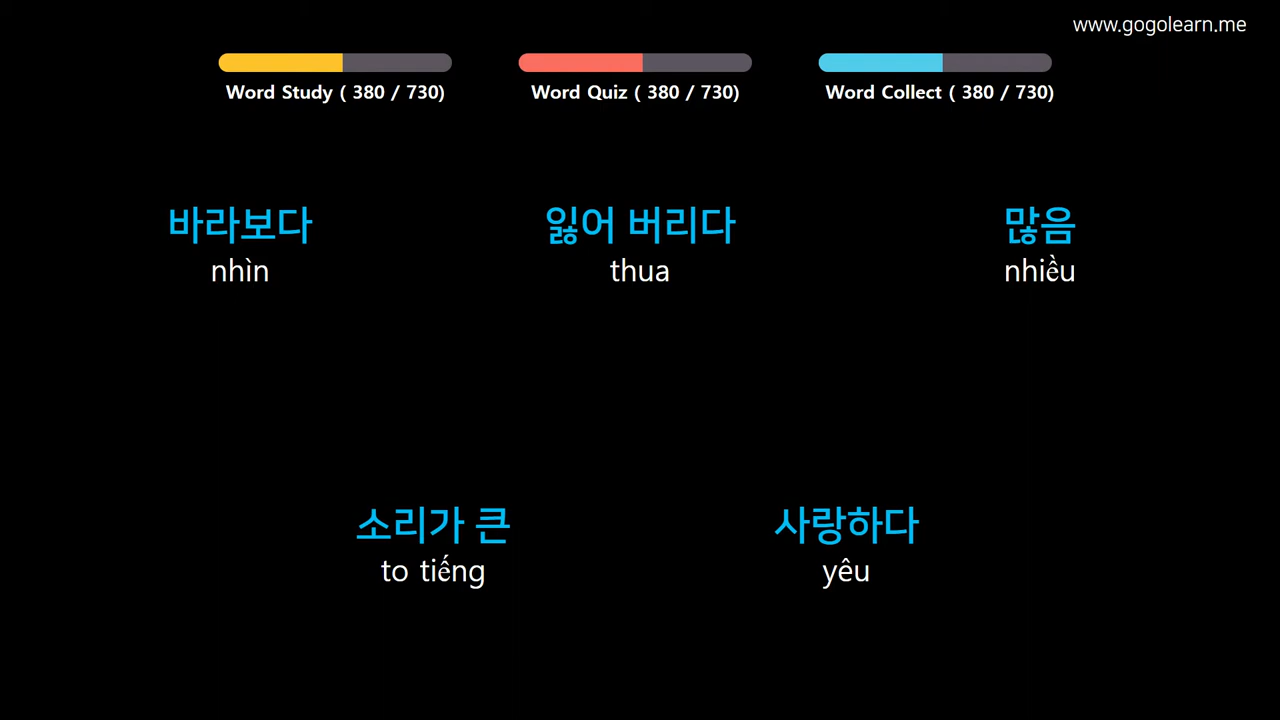 www.gogolearn.me
Word Study ( 380 / 730)
Word Quiz ( 380 / 730)
Word Collect ( 380 / 730)
바라보다
nhìn
잃어 버리다
thua
많음
nhiều
소리가 큰
to tiếng
사랑하다
yêu